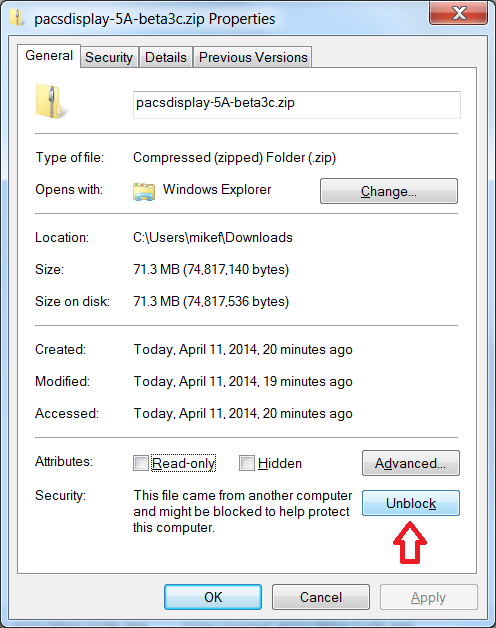 pacsdisplay-5A-beta3c.zip Properties
General Security Details Previous Versions
pacsdisplay-5A-beta3c.zip
Type of file: Compressed (zipped) Folder (.zip)
Opens with: Windows Explorer Change...
Location: C:\Users\mikef\Downloads
Size: 71.3 MB (74,817,140 bytes)
Size on disk: 71.3 MB (74,817,536 bytes)
Created: Today, April 11, 2014, 20 minutes ago
Modified: Today, April 11, 2014, 19 minutes ago
Accessed: Today, April 11, 2014, 20 minutes ago
Attributes: Read-only Hidden Advanced...
Security: This file came from another computer Unblock
and might be blocked to help protect
this computer.
OK Cancel Apply